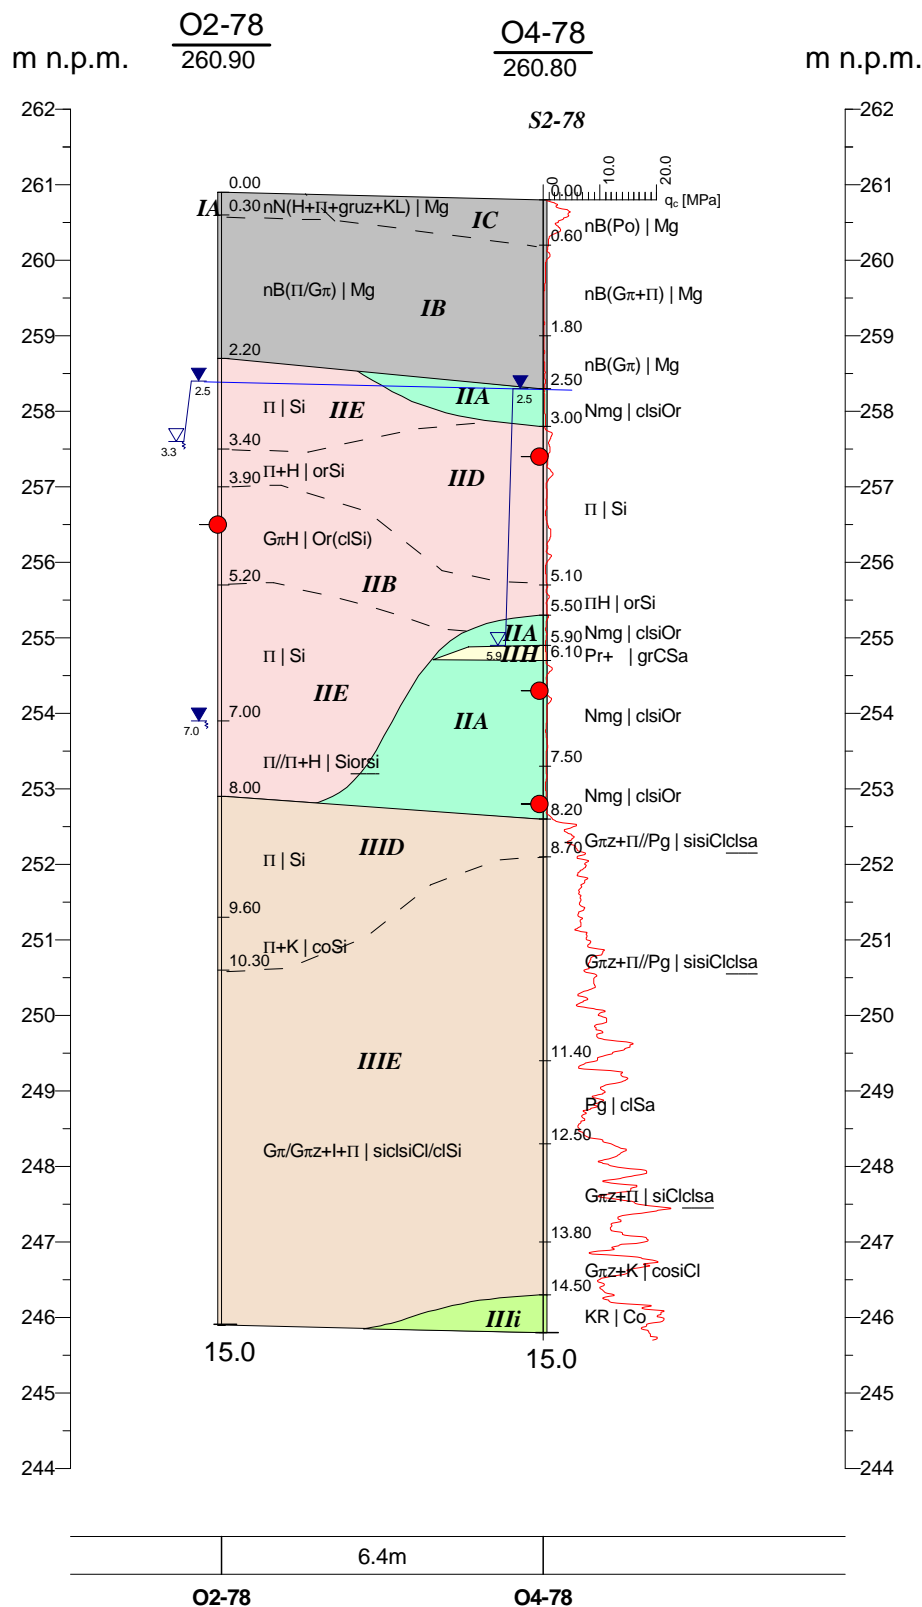 O2-78
260.90
O4-78
260.80
m n.p.m.
m n.p.m.
S2-78
262
261
260
259
258
257
256
255
254
253
252
251
250
249
248
247
246
245
244
262
261
260
259
258
257
256
255
254
253
252
251
250
249
248
247
246
245
244
0
10.0
20.0
qc [MPa]
0.00
0.30
2.20
3.40
3.90
5.20
7.00
8.00
9.60
10.30
15.0
IA
nN(H+Π+gruz+KL) | Mg
IC
nB(Π/Gπ) | Mg
IB
Π | Si
IIE
IIA
Π+H | orSi
IID
GπH | Or(clSi)
IIB
Π | Si
IIE
IIA
IIH
IIA
Π//Π+H | Siorsi
Π | Si
IIID
Π+K | coSi
IIIE
Gπ/Gπz+I+Π | siclsiCl/clSi
IIIi
2.5
3.3
7.0
2.5
5.9
0.00
0.60
1.80
2.50
3.00
5.10
5.50
5.90
6.10
7.50
8.20
8.70
11.40
12.50
13.80
14.50
15.0
nB(Po) | Mg
nB(Gπ+Π) | Mg
nB(Gπ) | Mg
Nmg | clsiOr
Π | Si
ΠH | orSi
Nmg | clsiOr
Pr+ | grCSa
Nmg | clsiOr
Nmg | clsiOr
Gπz+Π//Pg | sisiClclsa
Gπz+Π//Pg | sisiClclsa
Pg | clSa
Gπz+Π | siClclsa
Gπz+K | cosiCl
KR | Co
6.4m
O2-78
O4-78